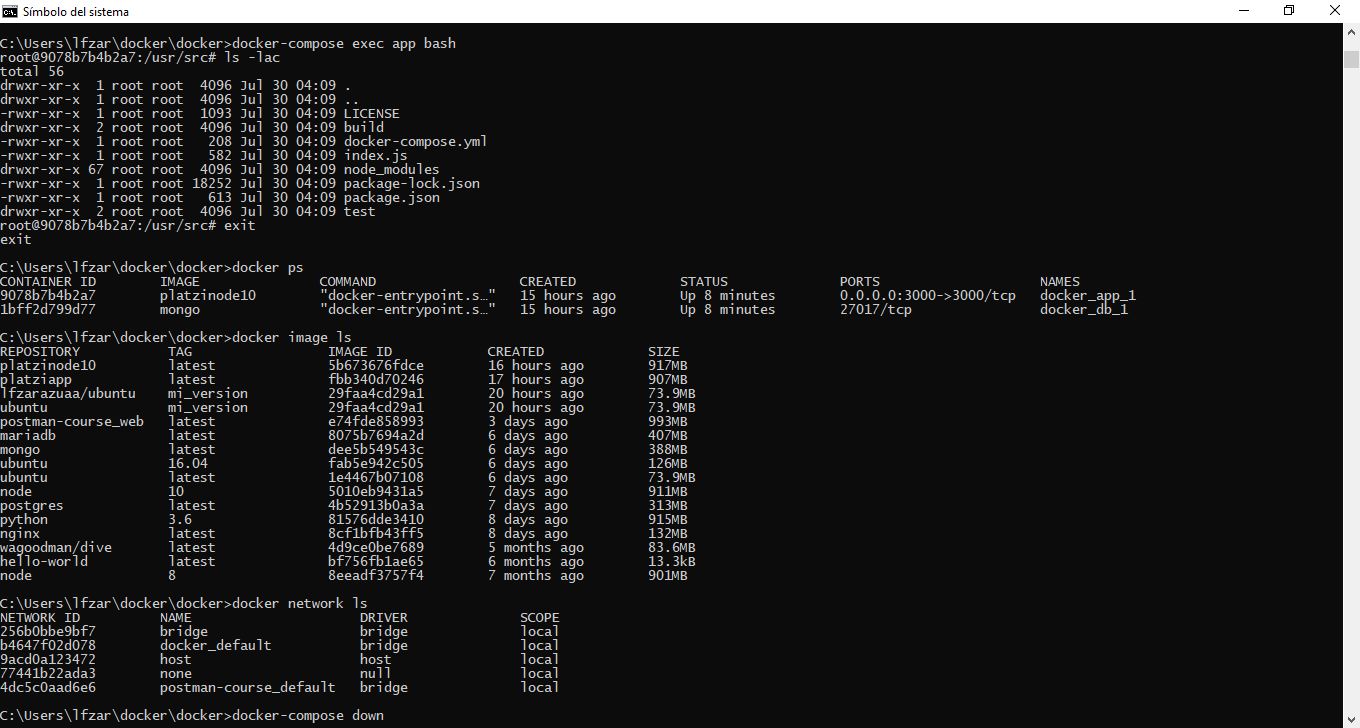 Símbolo del sistema
C:\Users\lfzar\docker\docker>docker-compose exec app bash
root@9078b7b4b2a7:/usr/src# ls -lac
total 56
drwxr-xr-x  1 root root  4096 Jul 30 04:09 .
drwxr-xr-x  1 root root  4096 Jul 30 04:09 ..
-rwxr-xr-x  1 root root  1093 Jul 30 04:09 LICENSE
drwxr-xr-x  2 root root  4096 Jul 30 04:09 build
-rwxr-xr-x  1 root root   208 Jul 30 04:09 docker-compose.yml
-rwxr-xr-x  1 root root   582 Jul 30 04:09 index.js
drwxr-xr-x 67 root root  4096 Jul 30 04:09 node_modules
-rwxr-xr-x  1 root root 18252 Jul 30 04:09 package-lock.json
-rwxr-xr-x  1 root root   613 Jul 30 04:09 package.json
drwxr-xr-x  2 root root  4096 Jul 30 04:09 test
root@9078b7b4b2a7:/usr/src# exit
exit
C:\Users\lfzar\docker\docker>docker ps
CONTAINER ID        IMAGE               COMMAND                  CREATED             STATUS              PORTS                    NAMES
9078b7b4b2a7        platzinode10        "docker-entrypoint.s…"   15 hours ago        Up 8 minutes        0.0.0.0:3000->3000/tcp   docker_app_1
1bff2d799d77        mongo               "docker-entrypoint.s…"   15 hours ago        Up 8 minutes        27017/tcp                docker_db_1
C:\Users\lfzar\docker\docker>docker image ls
REPOSITORY           TAG                 IMAGE ID            CREATED             SIZE
platzinode10         latest              5b673676fdce        16 hours ago        917MB
platziapp            latest              fbb340d70246        17 hours ago        907MB
lfzarazuaa/ubuntu    mi_version          29faa4cd29a1        20 hours ago        73.9MB
ubuntu               mi_version          29faa4cd29a1        20 hours ago        73.9MB
postman-course_web   latest              e74fde858993        3 days ago          993MB
mariadb              latest              8075b7694a2d        6 days ago          407MB
mongo                latest              dee5b549543c        6 days ago          388MB
ubuntu               16.04               fab5e942c505        6 days ago          126MB
ubuntu               latest              1e4467b07108        6 days ago          73.9MB
node                 10                  5010eb9431a5        7 days ago          911MB
postgres             latest              4b52913b0a3a        7 days ago          313MB
python               3.6                 81576dde3410        8 days ago          915MB
nginx                latest              8cf1bfb43ff5        8 days ago          132MB
wagoodman/dive       latest              4d9ce0be7689        5 months ago        83.6MB
hello-world          latest              bf756fb1ae65        6 months ago        13.3kB
node                 8                   8eeadf3757f4        7 months ago        901MB
C:\Users\lfzar\docker\docker>docker network ls
NETWORK ID          NAME                     DRIVER              SCOPE
256b0bbe9bf7        bridge                   bridge              local
b4647f02d078        docker_default           bridge              local
9acd0a123472        host                     host                local
77441b22ada3        none                     null                local
4dc5c0aad6e6        postman-course_default   bridge              local
C:\Users\lfzar\docker\docker>docker-compose down